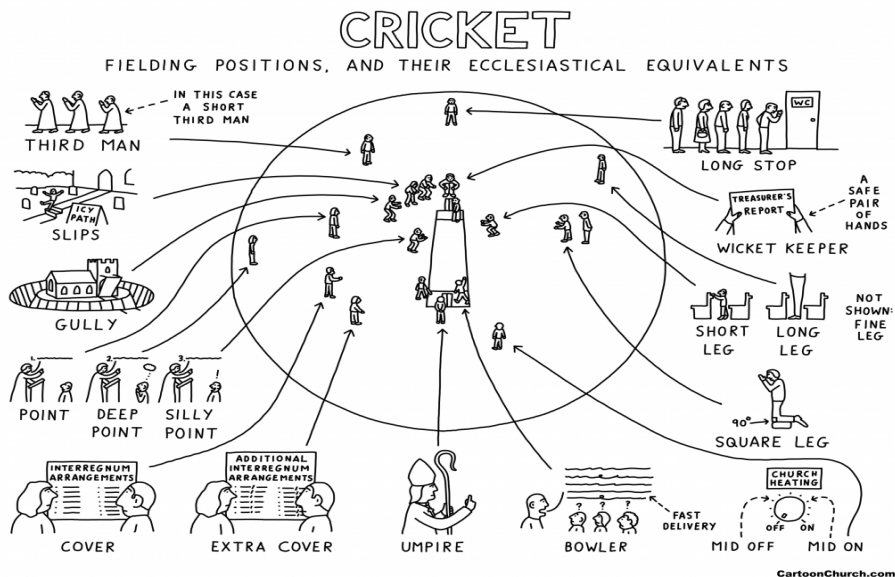 CRICKET
FIELDING POSITIONS, AND THEIR ECCLESIASTICAL EQUIVALENTS
IN THIS CASE
A SHORT
THIRD MAN
THIRD MAN
WC
LONG STOP
ICY
PATH
SLIPS
TREASURER'S
REPORT
A
SAFE
PAIR
OF
HANDS
WICKET KEEPER
GULLY
SHORT
LEG
LONG
LEG
NOT
SHOWN:
FINE
LEG
1.
2.
3.
!
POINT
DEEP
POINT
SILLY
POINT
90°
SQUARE LEG
INTERREGNUM
ARRANGEMENTS
COVER
ADDITIONAL
INTERREGNUM
ARRANGEMENTS
EXTRA COVER
UMPIRE
? ? ?
FAST
DELIVERY
BOWLER
CHURCH
HEATING
OFF ON
MID OFF
MID ON
CartoonChurch.com